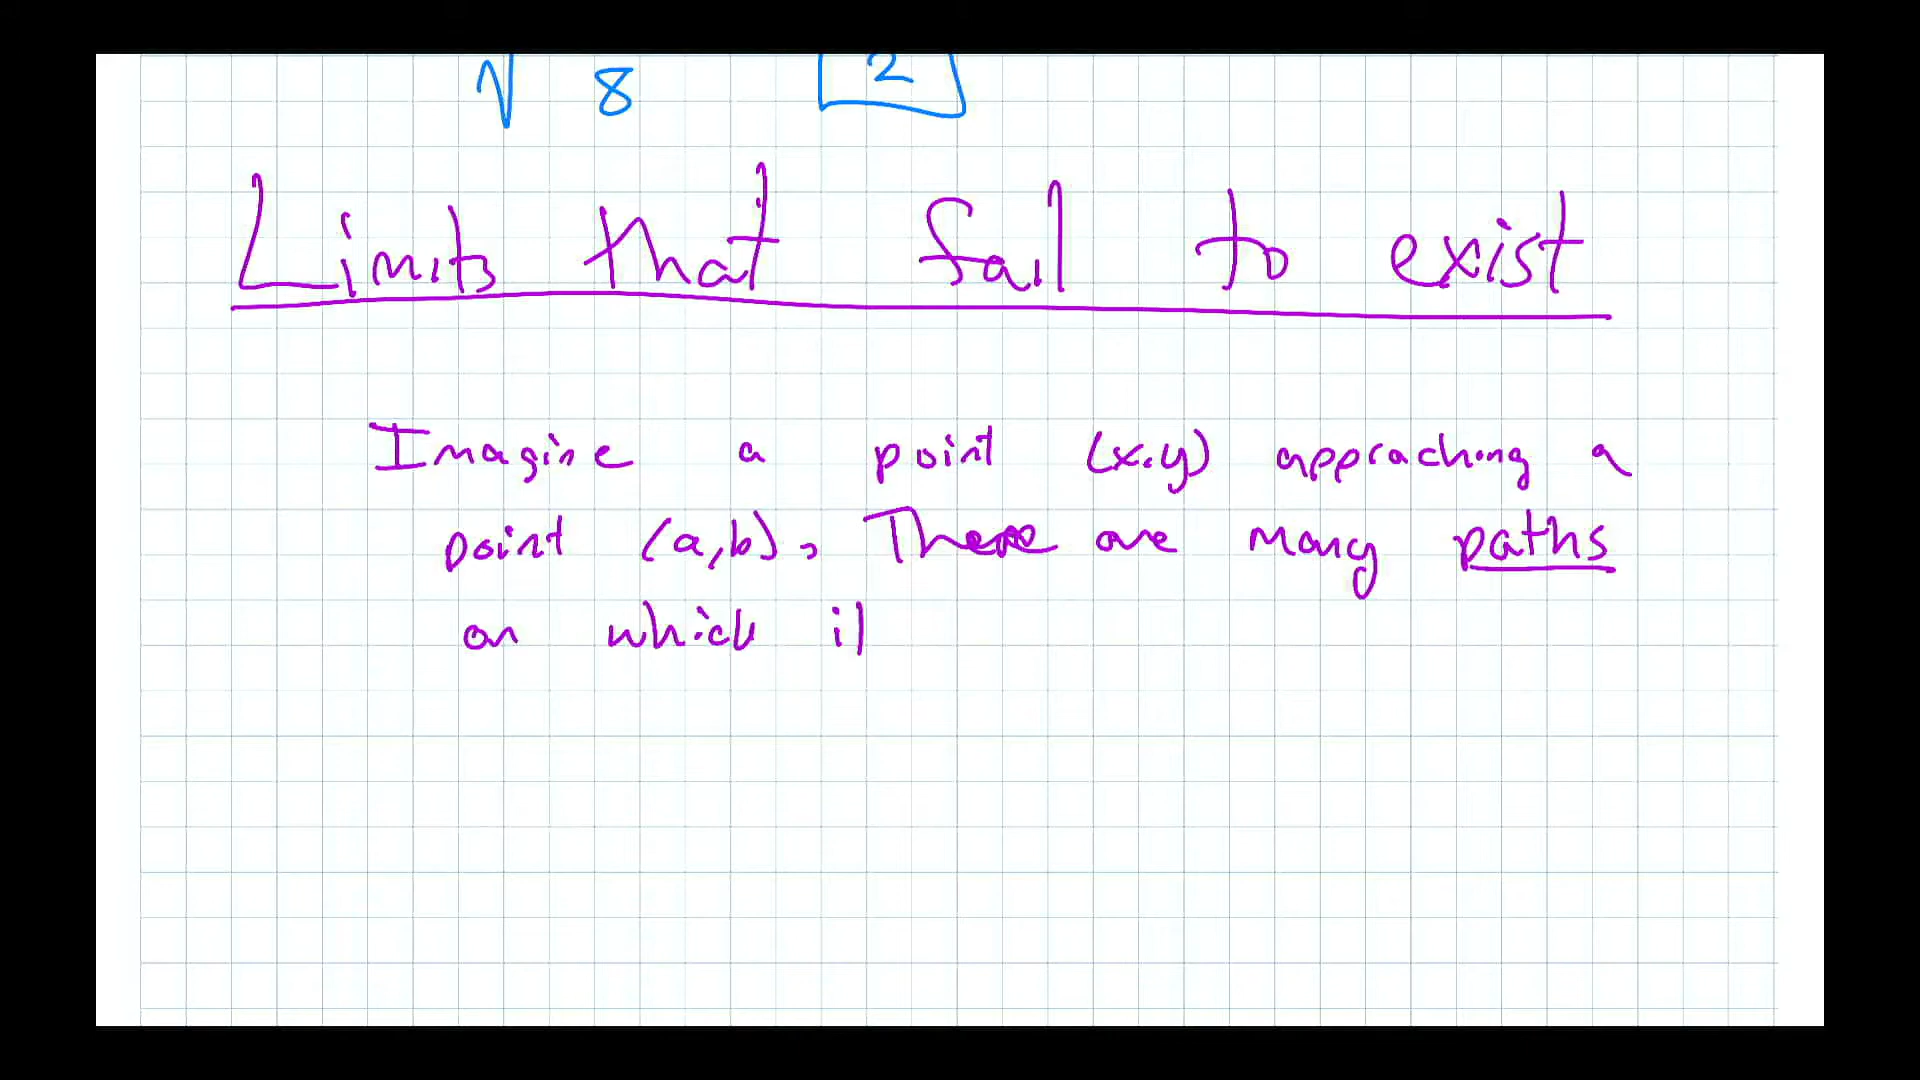 √ 8 2
Limits that fail to exist
Imagine a point (x,y) approaching a
point (a,b). There are many paths
on which it